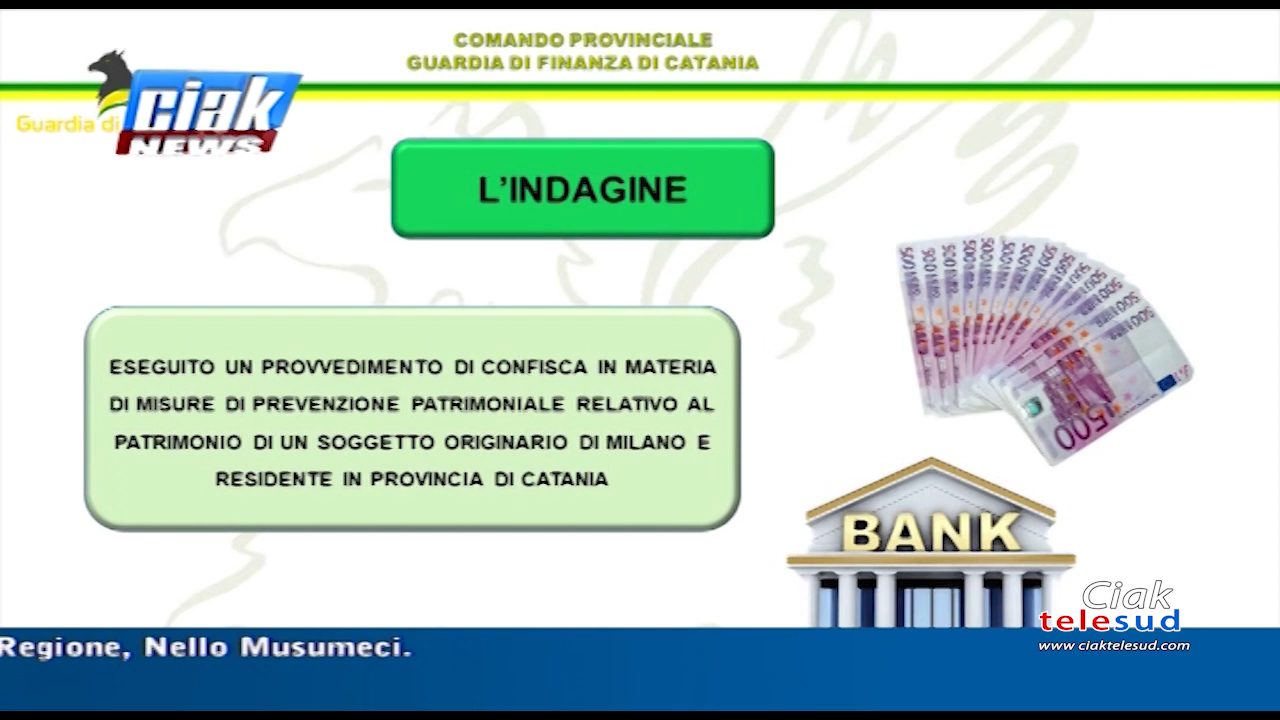 COMANDO PROVINCIALE
GUARDIA DI FINANZA DI CATANIA
Guardia di
ciak
NEWS
L'INDAGINE
ESEGUITO UN PROVVEDIMENTO DI CONFISCA IN MATERIA
DI MISURE DI PREVENZIONE PATRIMONIALE RELATIVO AL
PATRIMONIO DI UN SOGGETTO ORIGINARIO DI MILANO E
RESIDENTE IN PROVINCIA DI CATANIA
500
BANK
Ciak
telesud
www.ciaktelesud.com
Regione, Nello Musumeci.